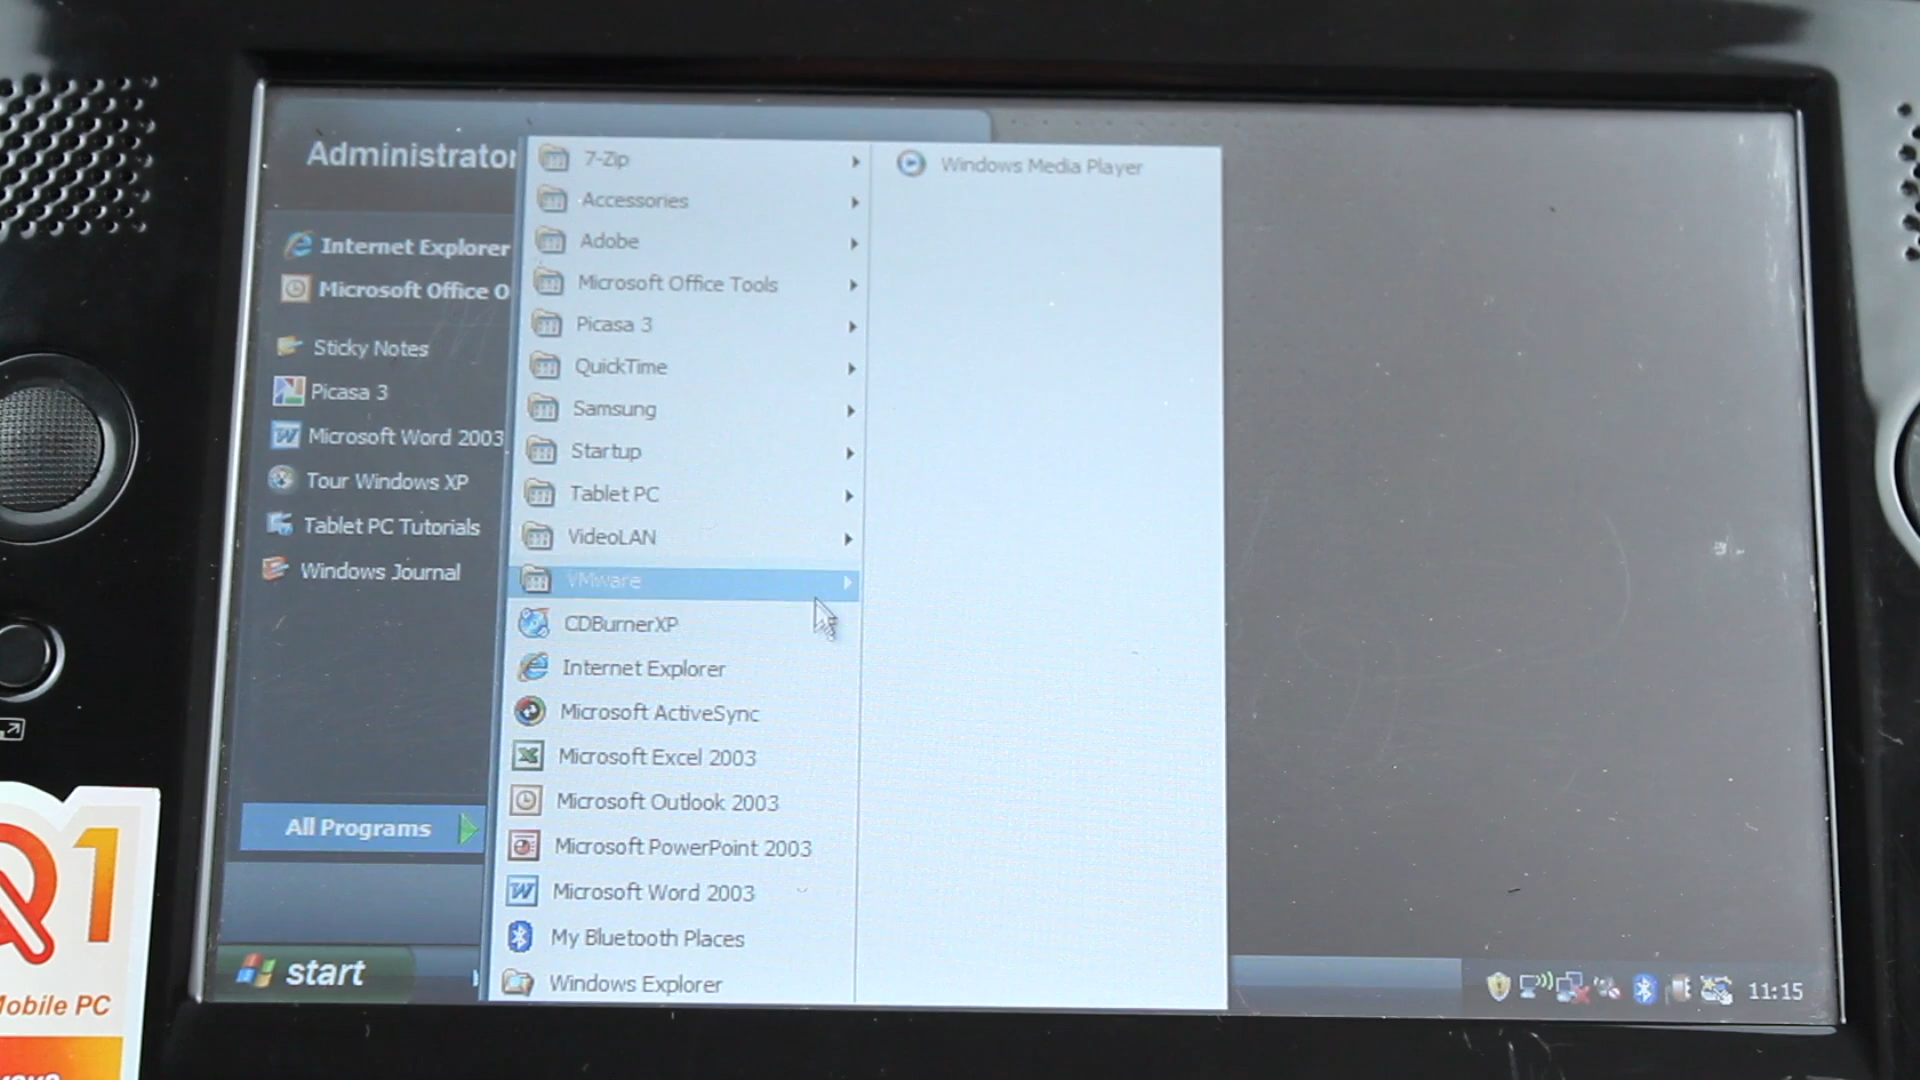 Administrator
Internet Explorer
Microsoft Office O
Sticky Notes
Picasa 3
Microsoft Word 2003
Tour Windows XP
Tablet PC Tutorials
Windows Journal
All Programs
start
7-Zip
Accessories
Adobe
Microsoft Office Tools
Picasa 3
QuickTime
Samsung
Startup
Tablet PC
VideoLAN
VMware
CDBurnerXP
Internet Explorer
Microsoft ActiveSync
Microsoft Excel 2003
Microsoft Outlook 2003
Microsoft PowerPoint 2003
Microsoft Word 2003
My Bluetooth Places
Windows Explorer
Windows Media Player
11:15
Q1
Mobile PC